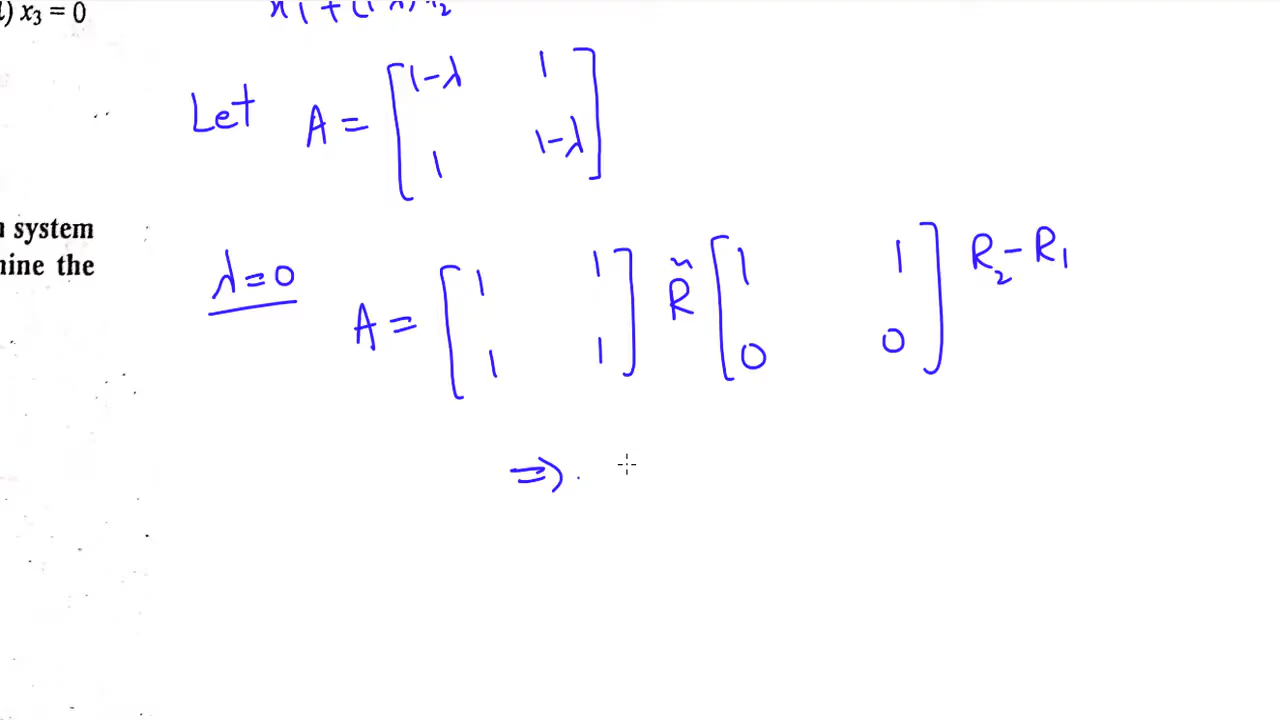 λ) x₃ = 0
Let A = [1-λ 1
1 1-λ]
system
nine the
λ=0 A = [1 1
1 1] R̃ [1 1
0 0] R₂-R₁
⇒